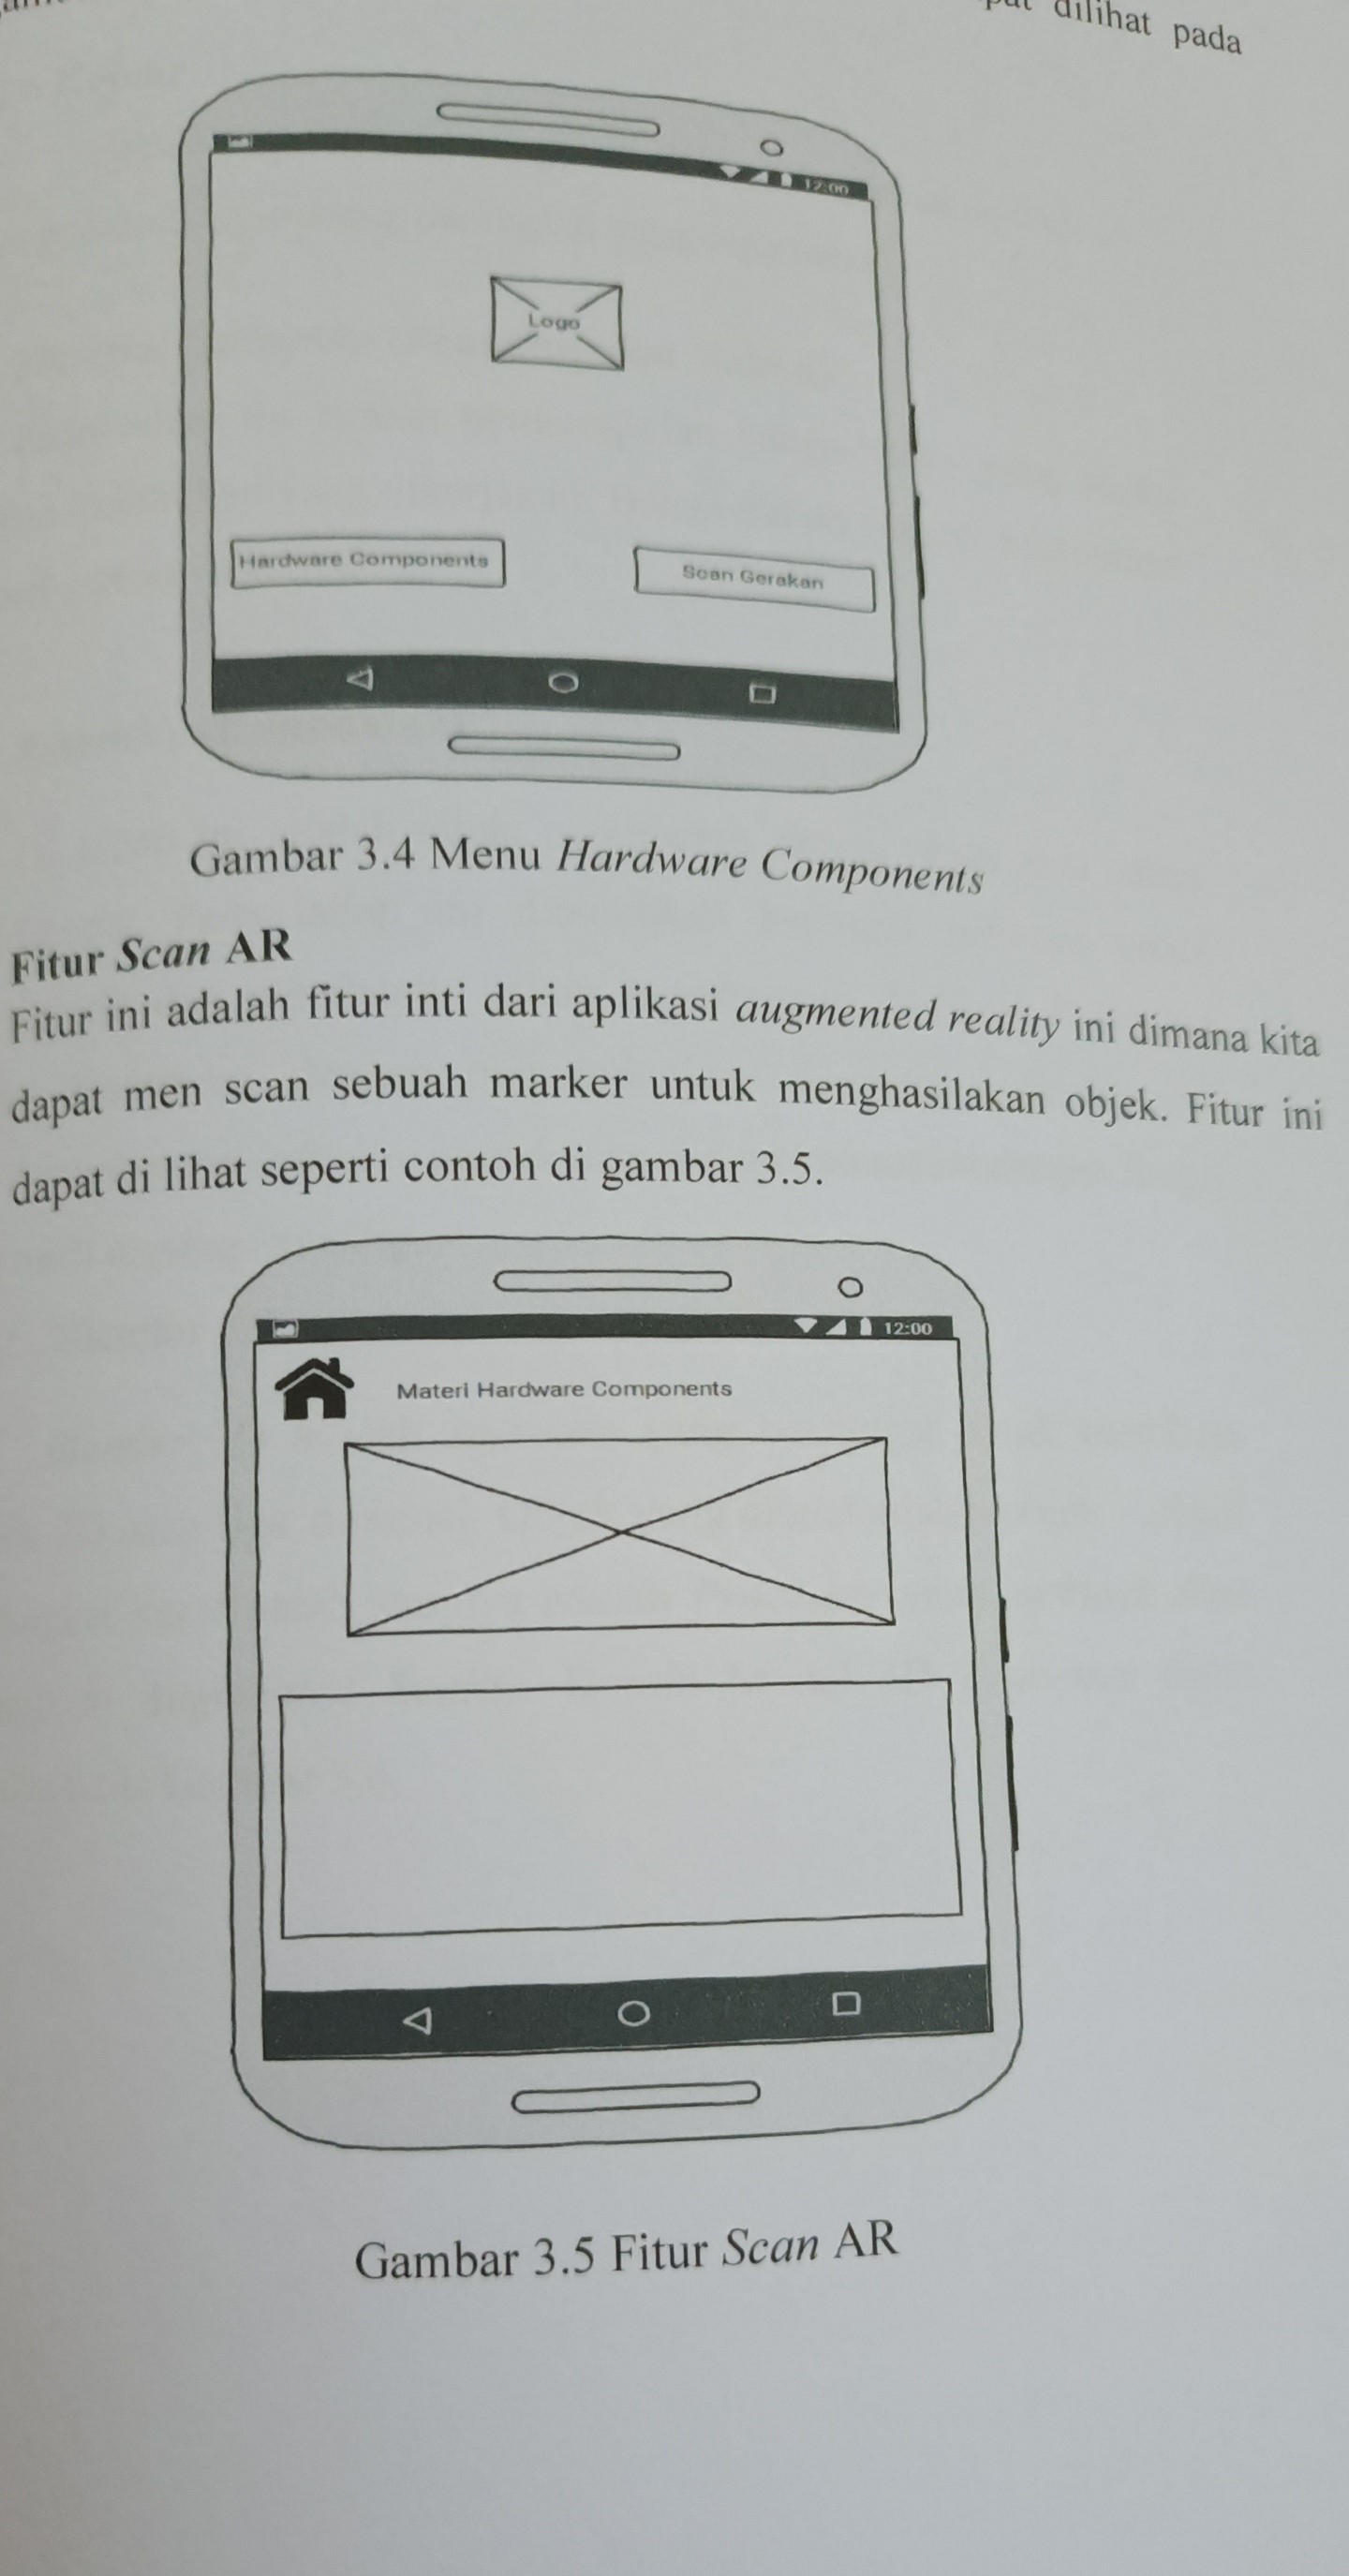 dilihat pada
12:00
Logo
Hardware Components
Scan Gerakan
Gambar 3.4 Menu Hardware Components
Fitur Scan AR
Fitur ini adalah fitur inti dari aplikasi augmented reality ini dimana kita
dapat men scan sebuah marker untuk menghasilakan objek. Fitur ini
dapat di lihat seperti contoh di gambar 3.5.
12:00
Materi Hardware Components
Gambar 3.5 Fitur Scan AR